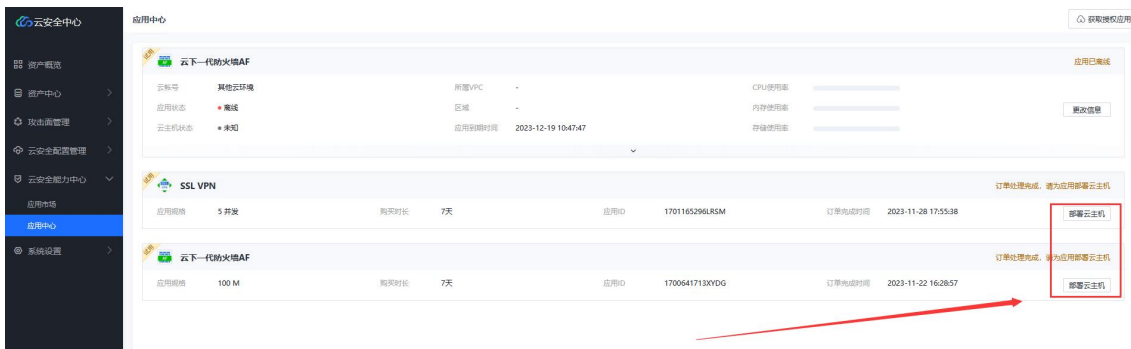 云安全中心
应用中心
获取授权应用
资产概览
资产中心
攻击面管理
云安全配置管理
云安全能力中心
应用市场
应用中心
系统设置
试用
云下一代防火墙AF
应用已离线
云帐号 其他云环境 所属VPC - CPU使用率
应用状态 离线 区域 - 内存使用率 更改信息
云主机状态 未知 应用到期时间 2023-12-19 10:47:47 存储使用率
试用
SSL VPN
订单处理完成，请为应用部署云主机
应用规格 5 并发 购买时长 7天 应用ID 1701165296LRSM 订单完成时间 2023-11-28 17:55:38 部署云主机
试用
云下一代防火墙AF
订单处理完成，请为应用部署云主机
应用规格 100 M 购买时长 7天 应用ID 1700641713XYDG 订单完成时间 2023-11-22 16:28:57 部署云主机